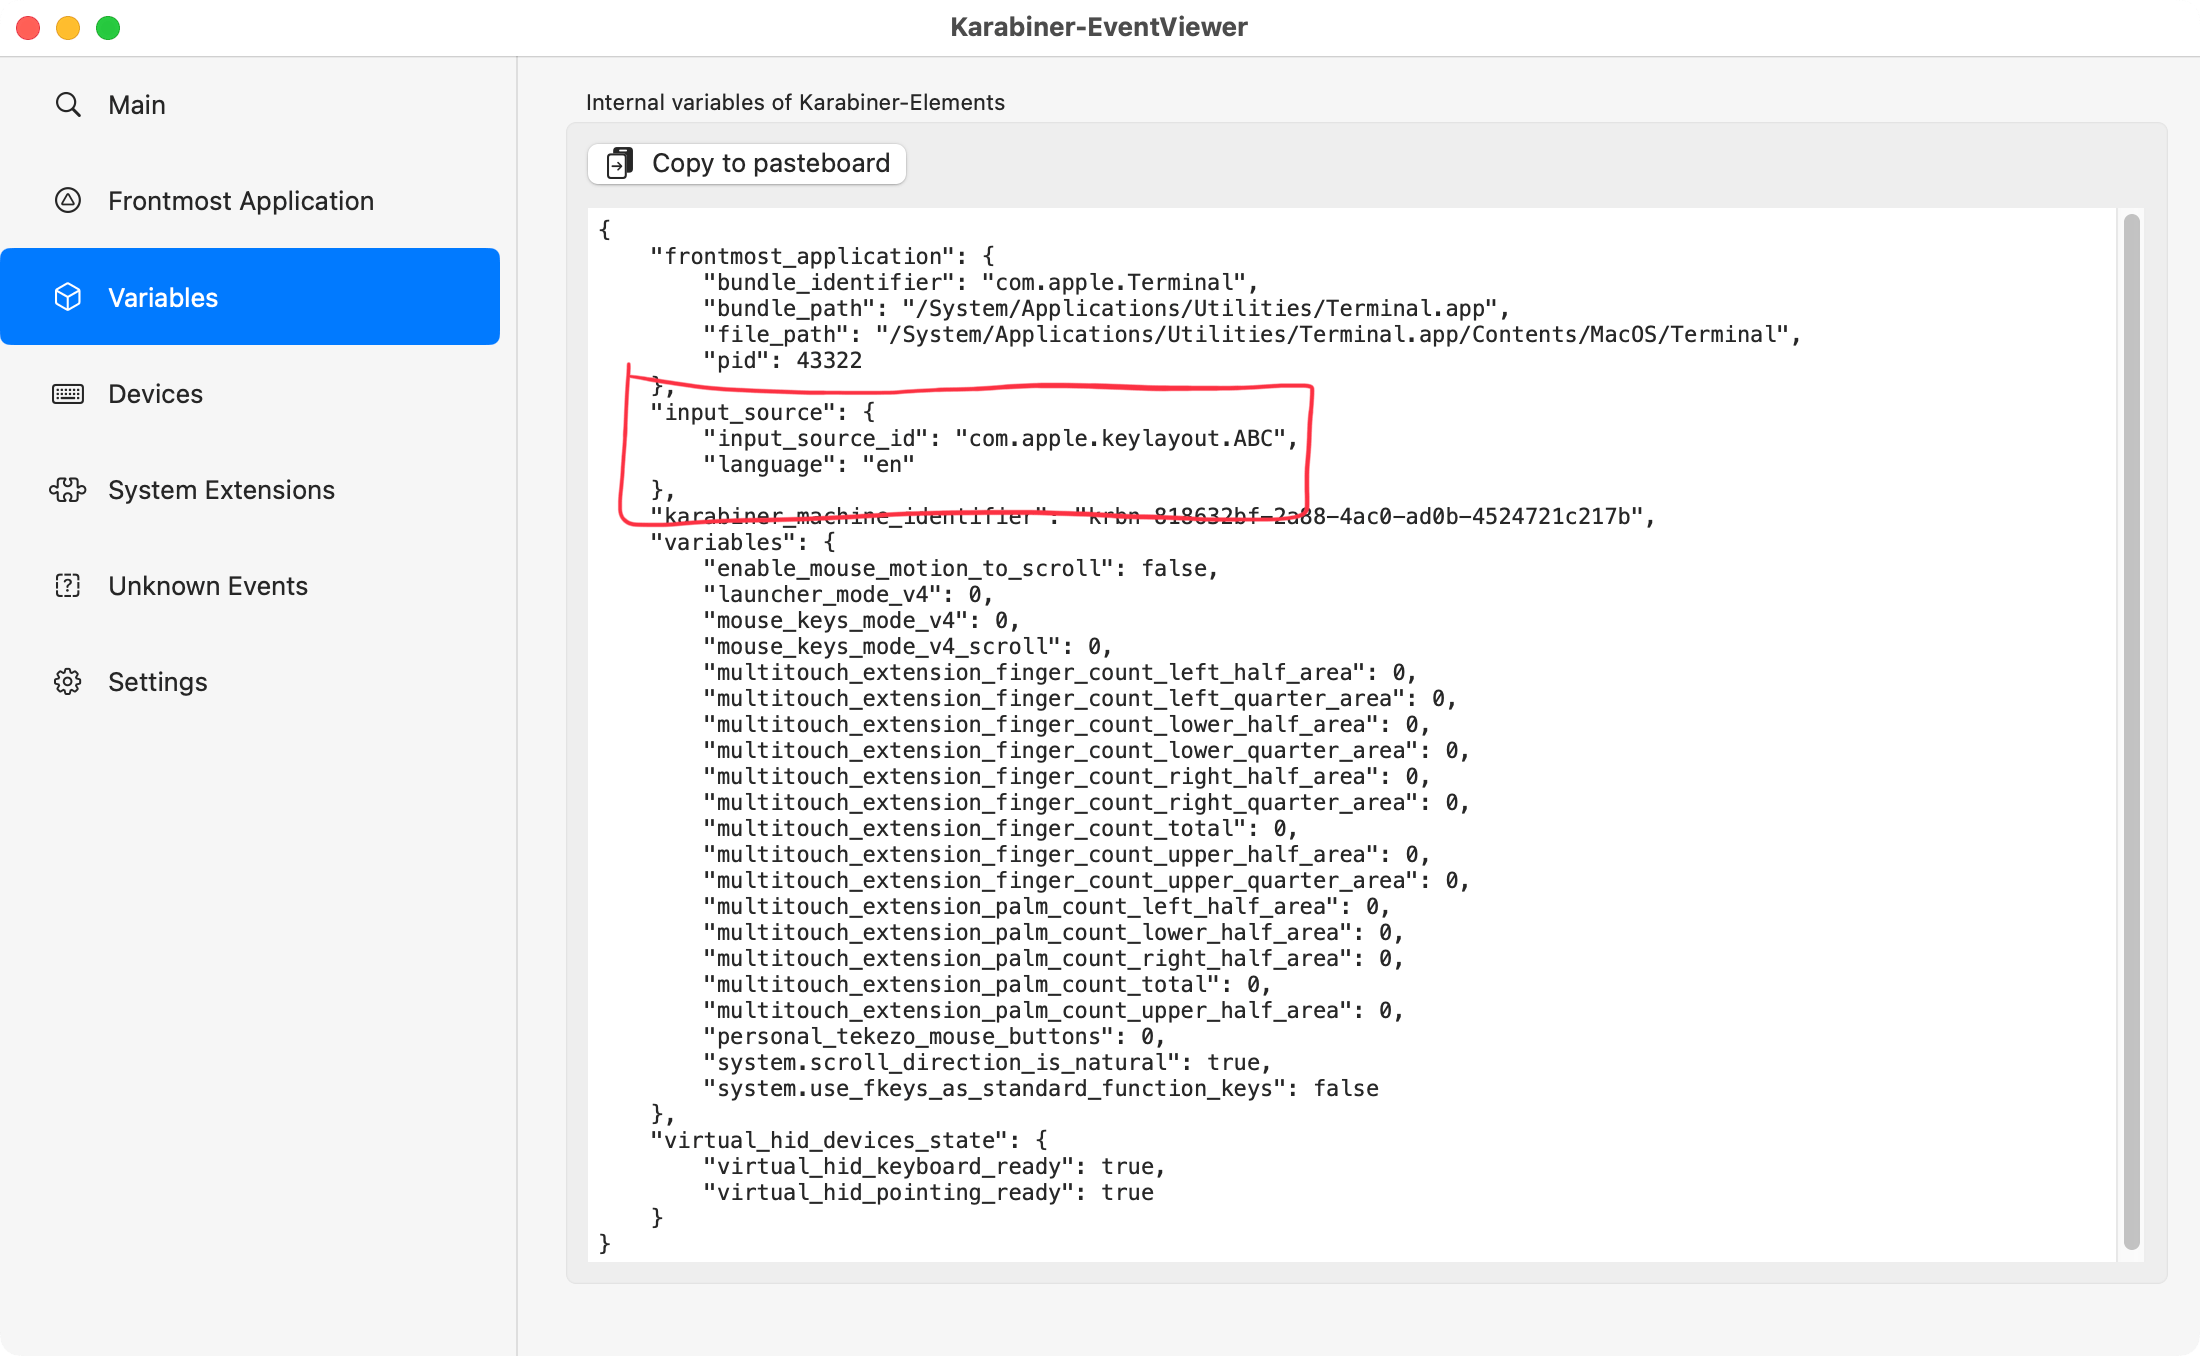 Karabiner-EventViewer
Main
Frontmost Application
Variables
Devices
System Extensions
Unknown Events
Settings
Internal variables of Karabiner-Elements
Copy to pasteboard
{
    "frontmost_application": {
        "bundle_identifier": "com.apple.Terminal",
        "bundle_path": "/System/Applications/Utilities/Terminal.app",
        "file_path": "/System/Applications/Utilities/Terminal.app/Contents/MacOS/Terminal",
        "pid": 43322
    },
    "input_source": {
        "input_source_id": "com.apple.keylayout.ABC",
        "language": "en"
    },
    "karabiner_machine_identifier": "krbn-818632bf-2a88-4ac0-ad0b-4524721c217b",
    "variables": {
        "enable_mouse_motion_to_scroll": false,
        "launcher_mode_v4": 0,
        "mouse_keys_mode_v4": 0,
        "mouse_keys_mode_v4_scroll": 0,
        "multitouch_extension_finger_count_left_half_area": 0,
        "multitouch_extension_finger_count_left_quarter_area": 0,
        "multitouch_extension_finger_count_lower_half_area": 0,
        "multitouch_extension_finger_count_lower_quarter_area": 0,
        "multitouch_extension_finger_count_right_half_area": 0,
        "multitouch_extension_finger_count_right_quarter_area": 0,
        "multitouch_extension_finger_count_total": 0,
        "multitouch_extension_finger_count_upper_half_area": 0,
        "multitouch_extension_finger_count_upper_quarter_area": 0,
        "multitouch_extension_palm_count_left_half_area": 0,
        "multitouch_extension_palm_count_lower_half_area": 0,
        "multitouch_extension_palm_count_right_half_area": 0,
        "multitouch_extension_palm_count_total": 0,
        "multitouch_extension_palm_count_upper_half_area": 0,
        "personal_tekezo_mouse_buttons": 0,
        "system.scroll_direction_is_natural": true,
        "system.use_fkeys_as_standard_function_keys": false
    },
    "virtual_hid_devices_state": {
        "virtual_hid_keyboard_ready": true,
        "virtual_hid_pointing_ready": true
    }
}